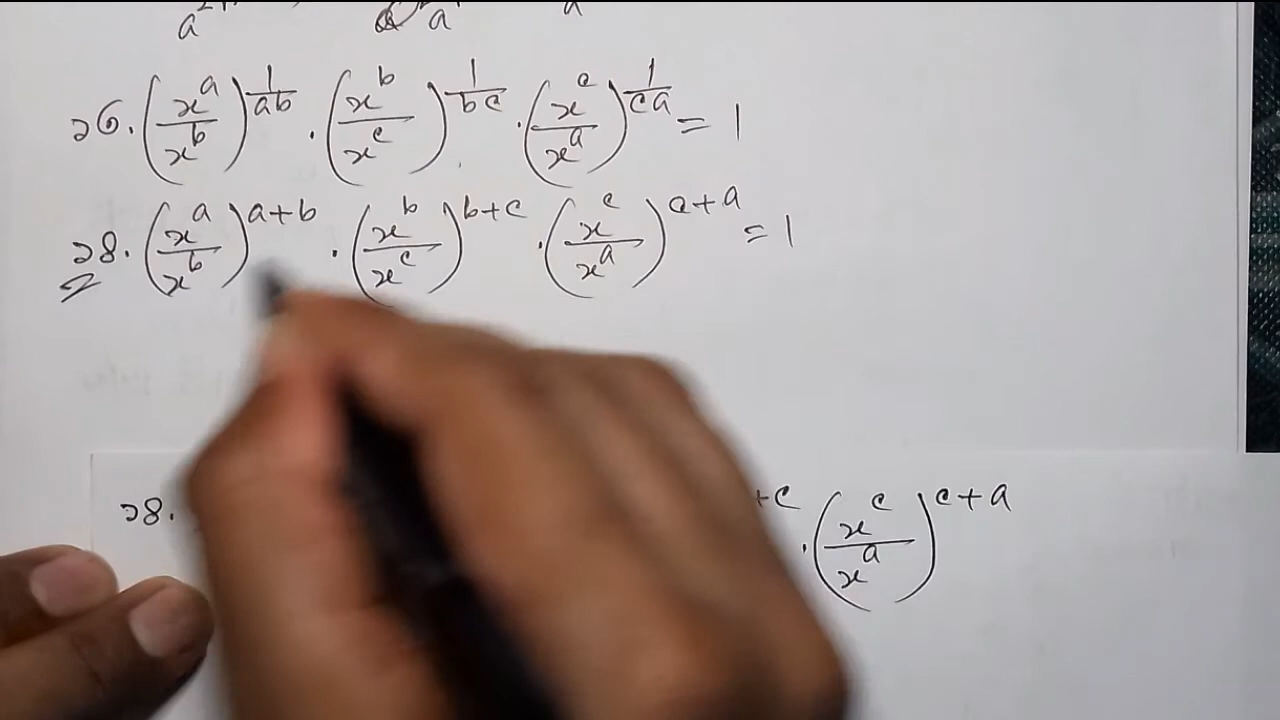 ১৩. (x^a/x^b)^(1/ab) . (x^b/x^c)^(1/bc) . (x^c/x^a)^(1/ca) = 1
১৪. (x^a/x^b)^(a+b) . (x^b/x^c)^(b+c) . (x^c/x^a)^(c+a) = 1
১৪. +c . (x^c/x^a)^(c+a)